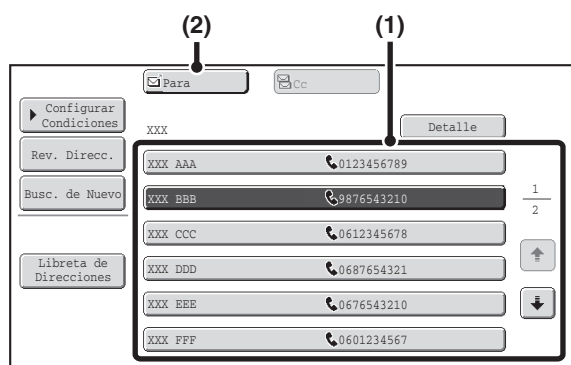 (2) (1)
Para Cc
Configurar
Condiciones
XXX Detalle
Rev. Direcc.
XXX AAA 0123456789
Busc. de Nuevo
XXX BBB 9876543210
1
2
XXX CCC 0612345678
Libreta de
Direcciones
XXX DDD 0687654321
XXX EEE 0676543210
XXX FFF 0601234567